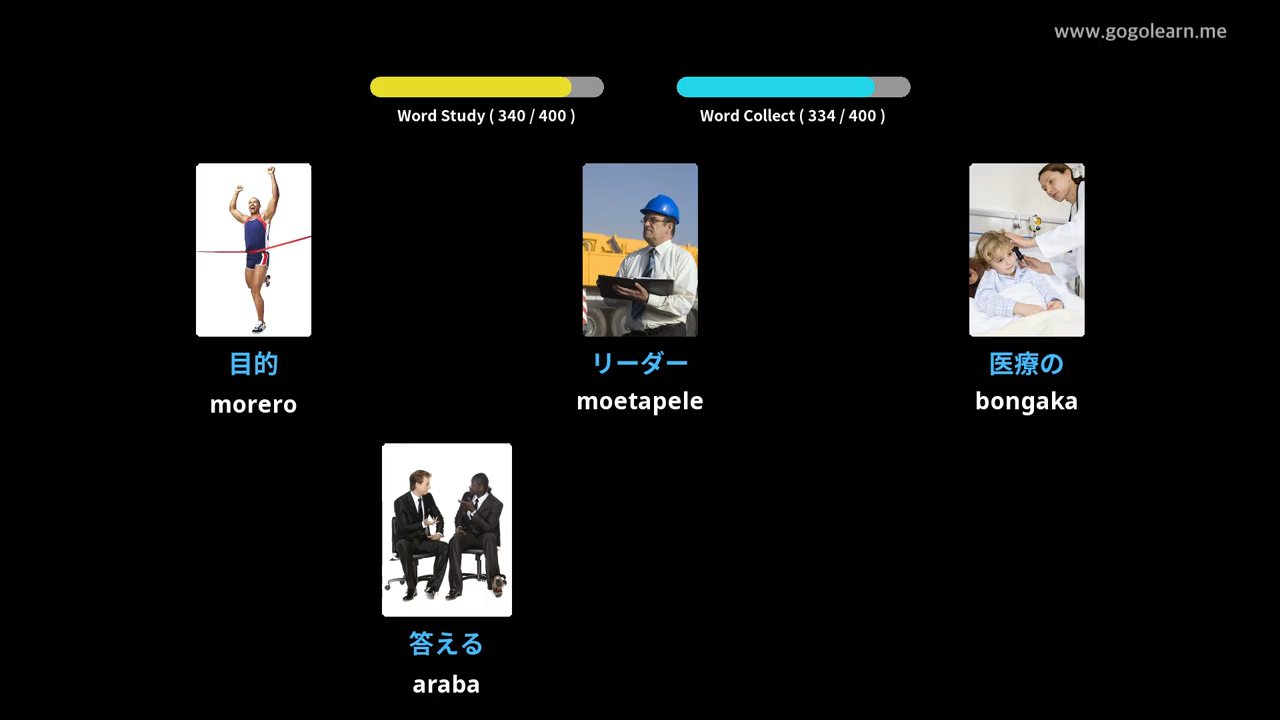 www.gogolearn.me
Word Study ( 340 / 400 )
Word Collect ( 334 / 400 )
目的
morero
リーダー
moetapele
医療の
bongaka
答える
araba